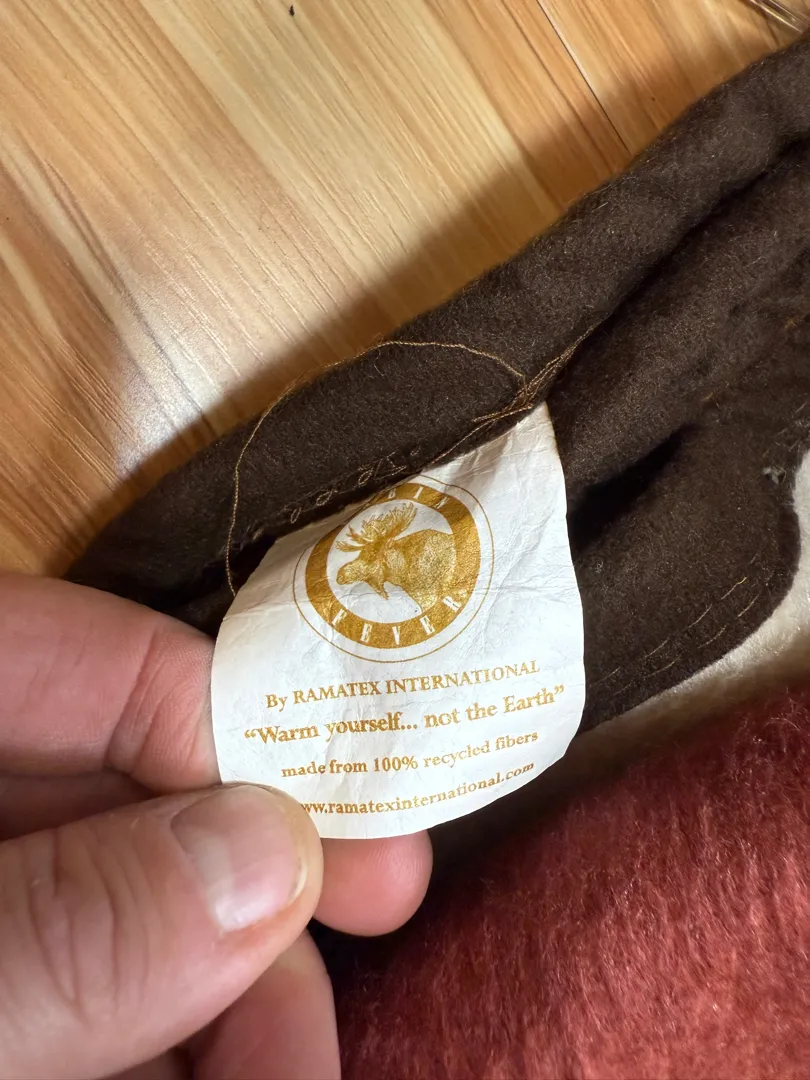 FEVER
By RAMATEX INTERNATIONAL
“Warm yourself... not the Earth”
made from 100% recycled fibers
www.ramatexinternational.com